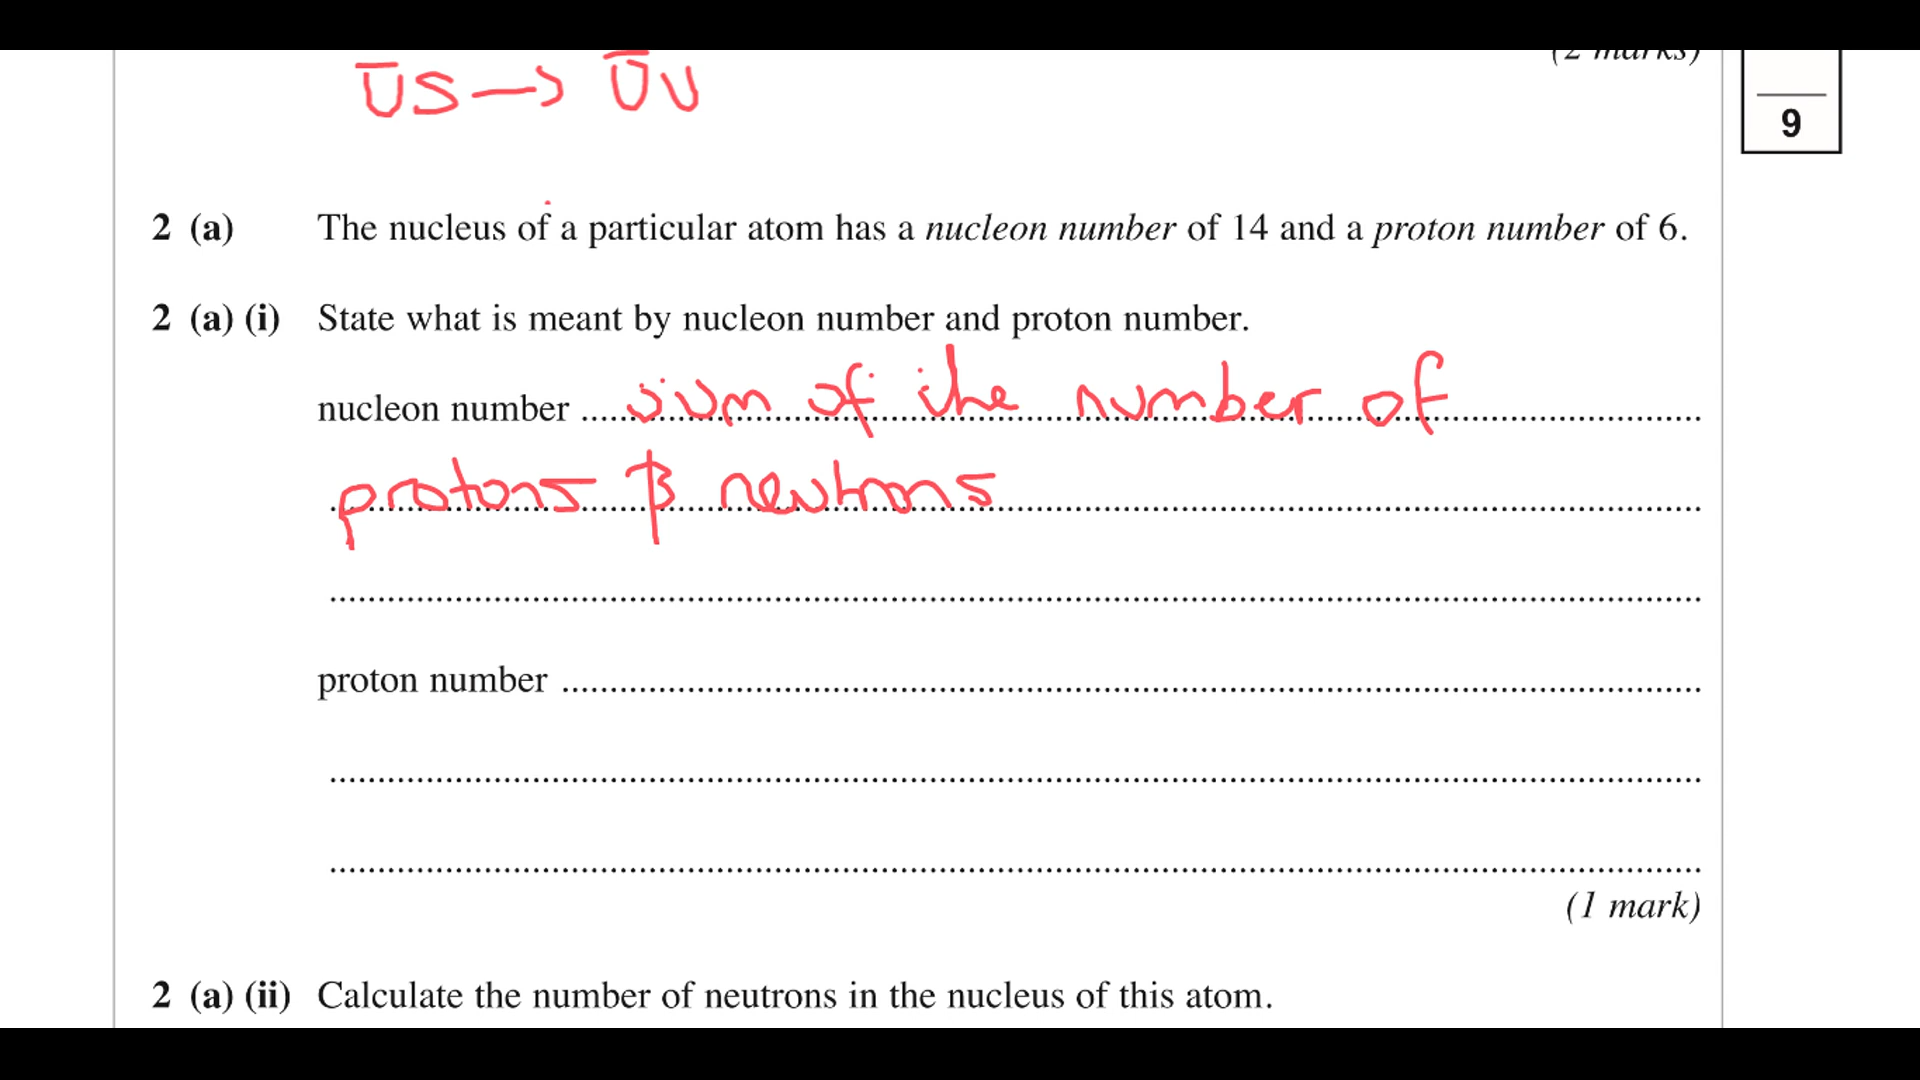 (2 marks)
ūs → ūu
9
2 (a) The nucleus of a particular atom has a nucleon number of 14 and a proton number of 6.
2 (a) (i) State what is meant by nucleon number and proton number.
nucleon number sum of the number of
protons & neutrons
proton number
(1 mark)
2 (a) (ii) Calculate the number of neutrons in the nucleus of this atom.